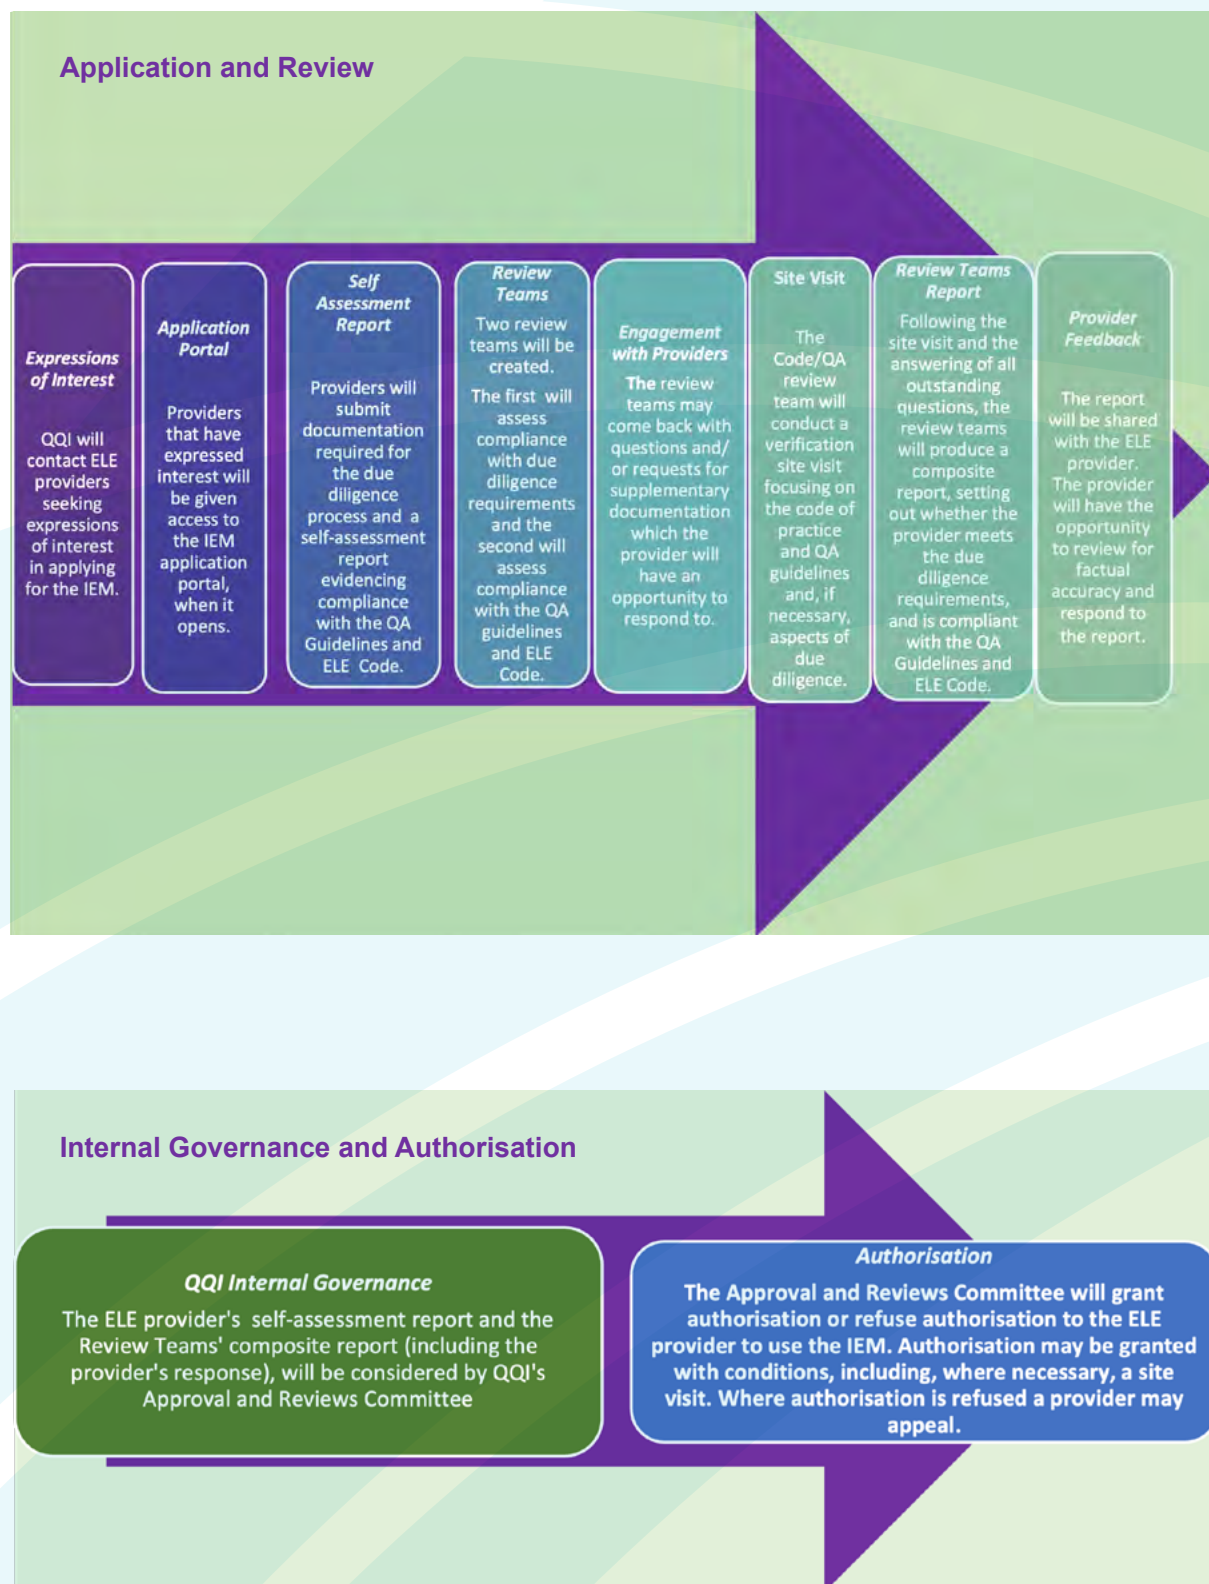 Application and Review
Expressions
of Interest
QQI will
contact ELE
providers
seeking
expressions
of interest
in applying
for the IEM.
Application
Portal
Providers
that have
expressed
interest will
be given
access to
the IEM
application
portal,
when it
opens.
Self
Assessment
Report
Providers will
submit
documentation
required for
the due
diligence
process and a
self-assessment
report
evidencing
compliance
with the QA
Guidelines and
ELE Code.
Review
Teams
Two review
teams will be
created.
The first will
assess
compliance
with due
diligence
requirements
and the
second will
assess
compliance
with the QA
guidelines
and ELE
Code.
Engagement
with Providers
The review
teams may
come back with
questions and/
or requests for
supplementary
documentation
which the
provider will
have an
opportunity to
respond to.
Site Visit
The
Code/QA
review
team will
conduct a
verification
site visit
focusing on
the code of
practice
and QA
guidelines
and, if
necessary,
aspects of
due
diligence.
Review Teams
Report
Following the
site visit and the
answering of all
outstanding
questions, the
review teams
will produce a
composite
report, setting
out whether the
provider meets
the due
diligence
requirements,
and is compliant
with the QA
Guidelines and
ELE Code.
Provider
Feedback
The report
will be shared
with the ELE
provider.
The provider
will have the
opportunity
to review for
factual
accuracy and
respond to
the report.
Internal Governance and Authorisation
QQI Internal Governance
The ELE provider's self-assessment report and the
Review Teams' composite report (including the
provider's response), will be considered by QQI's
Approval and Reviews Committee
Authorisation
The Approval and Reviews Committee will grant
authorisation or refuse authorisation to the ELE
provider to use the IEM. Authorisation may be granted
with conditions, including, where necessary, a site
visit. Where authorisation is refused a provider may
appeal.